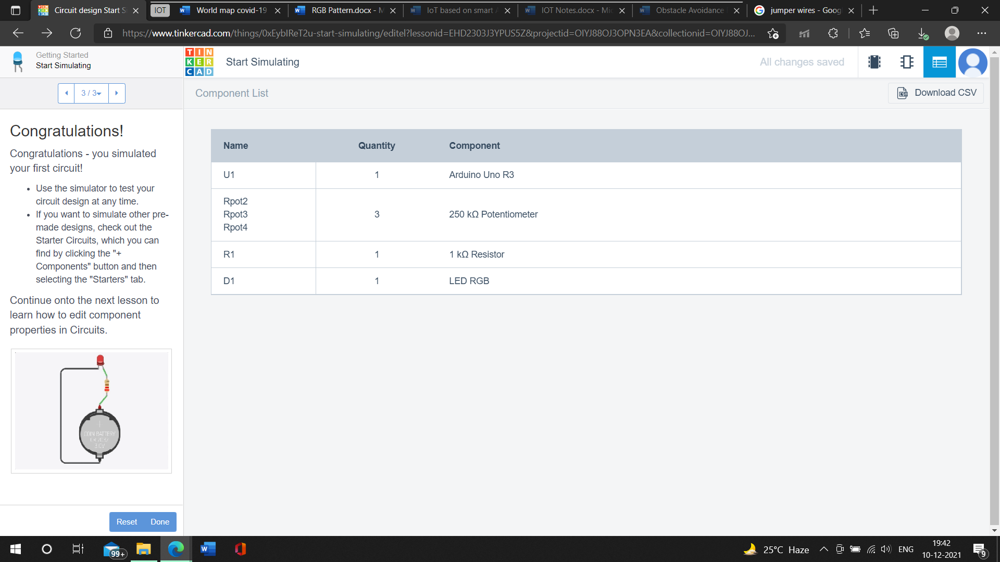 Circuit design Start S
IOT
World map covid-19
RGB Pattern.docx - M
IoT based on smart A
IOT Notes.docx - Mic
Obstacle Avoidance
jumper wires - Goog
https://www.tinkercad.com/things/0xEyblReT2u-start-simulating/editel?lessonid=EHD2303J3YPUS5Z&projectid=OIYJ88OJ3OPN3EA&collectionid=OIYJ88OJ...
Getting Started
Start Simulating
TIN
KER
CAD
Start Simulating
All changes saved
3 / 3
Component List
Download CSV
Congratulations!
Congratulations - you simulated
your first circuit!
• Use the simulator to test your
circuit design at any time.
• If you want to simulate other pre-
made designs, check out the
Starter Circuits, which you can
find by clicking the "+
Components" button and then
selecting the "Starters" tab.
Continue onto the next lesson to
learn how to edit component
properties in Circuits.
COIN BATTERY
CR 2032
3.0V
Reset Done
Name Quantity Component
U1 1 Arduino Uno R3
Rpot2
Rpot3 3 250 kΩ Potentiometer
Rpot4
R1 1 1 kΩ Resistor
D1 1 LED RGB
99+
25°C Haze
ENG
19:42
10-12-2021
9